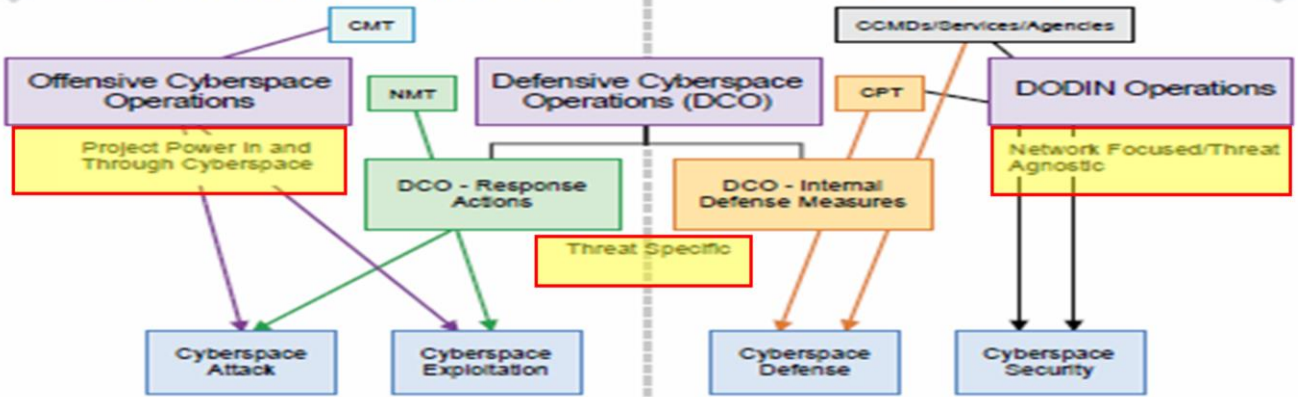 CMT
CCMDs/Services/Agencies
Offensive Cyberspace
Operations
NMT
Defensive Cyberspace
Operations (DCO)
CPT
DODIN Operations
Project Power In and
Through Cyberspace
Network Focused/Threat
Agnostic
DCO - Response
Actions
DCO - Internal
Defense Measures
Threat Specific
Cyberspace
Attack
Cyberspace
Exploitation
Cyberspace
Defense
Cyberspace
Security